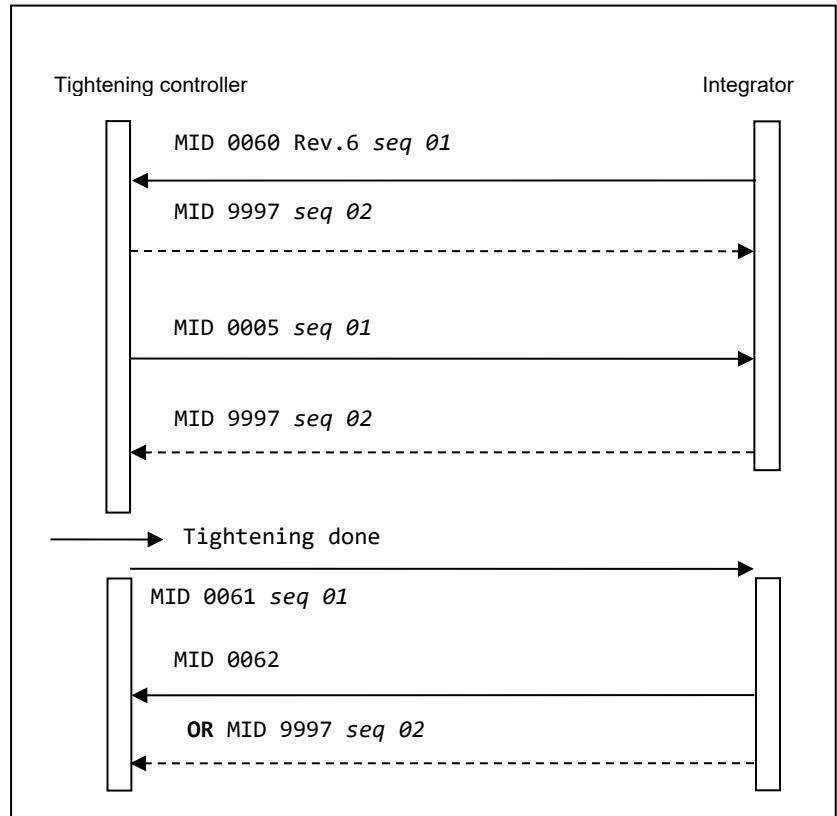 Tightening controller
Integrator
MID 0060 Rev.6 seq 01
MID 9997 seq 02
MID 0005 seq 01
MID 9997 seq 02
Tightening done
MID 0061 seq 01
MID 0062
OR MID 9997 seq 02